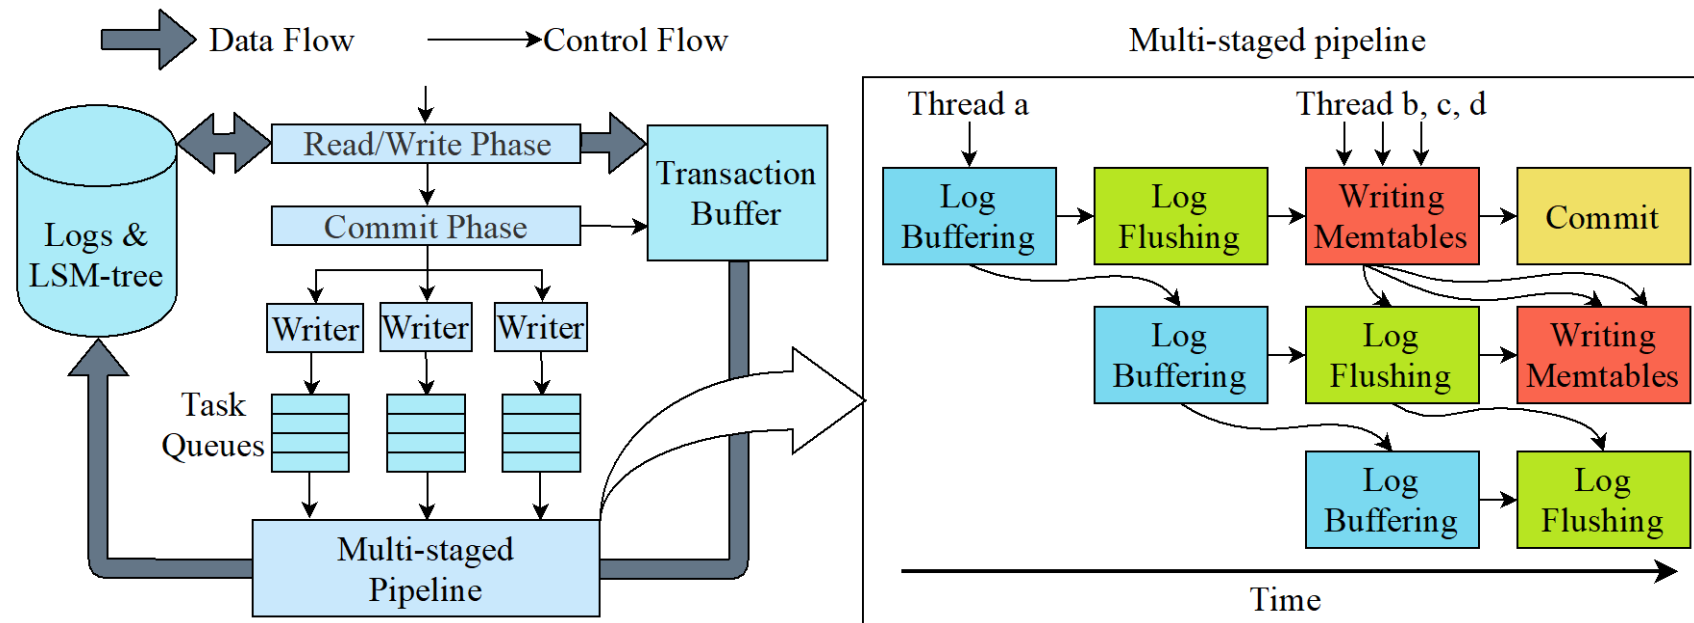 Data Flow
Control Flow
Logs &
LSM-tree
Read/Write Phase
Commit Phase
Transaction
Buffer
Writer
Writer
Writer
Task
Queues
Multi-staged
Pipeline
Multi-staged pipeline
Thread a
Thread b, c, d
Log
Buffering
Log
Flushing
Writing
Memtables
Commit
Log
Buffering
Log
Flushing
Writing
Memtables
Log
Buffering
Log
Flushing
Time